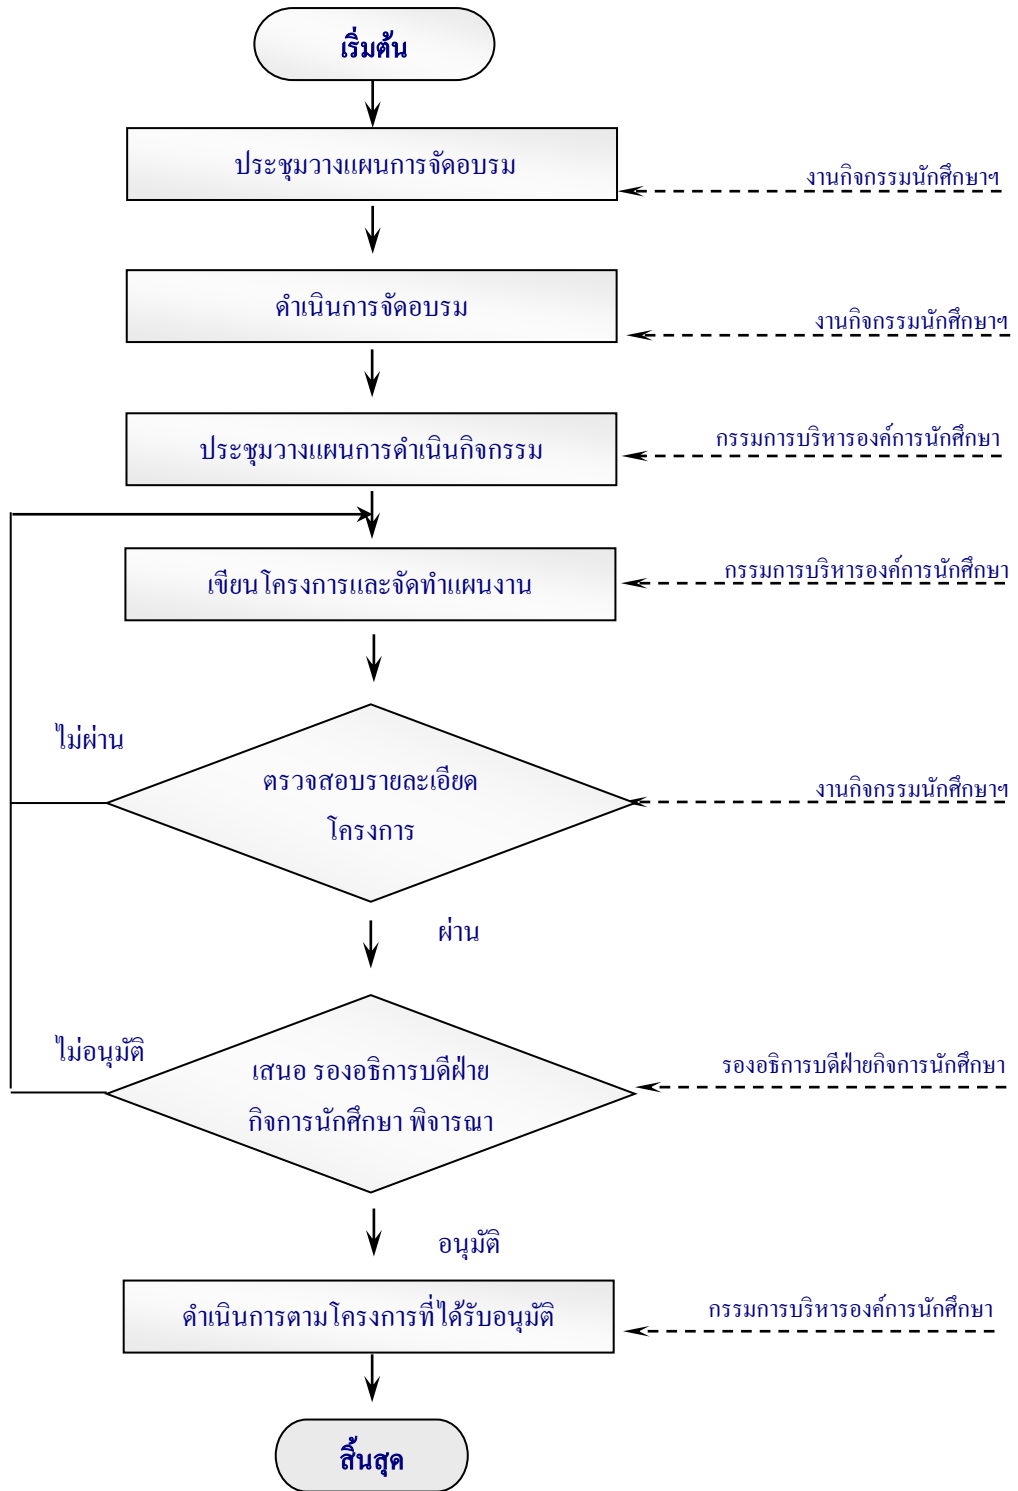 เริ่มต้น
ประชุมวางแผนการจัดอบรม
งานกิจกรรมนักศึกษาฯ
ดำเนินการจัดอบรม
งานกิจกรรมนักศึกษาฯ
ประชุมวางแผนการดำเนินกิจกรรม
กรรมการบริหารองค์การนักศึกษา
เขียนโครงการและจัดทำแผนงาน
กรรมการบริหารองค์การนักศึกษา
ไม่ผ่าน
ตรวจสอบรายละเอียด
โครงการ
งานกิจกรรมนักศึกษาฯ
ผ่าน
ไม่อนุมัติ
เสนอ รองอธิการบดีฝ่าย
กิจการนักศึกษา พิจารณา
รองอธิการบดีฝ่ายกิจการนักศึกษา
อนุมัติ
ดำเนินการตามโครงการที่ได้รับอนุมัติ
กรรมการบริหารองค์การนักศึกษา
สิ้นสุด